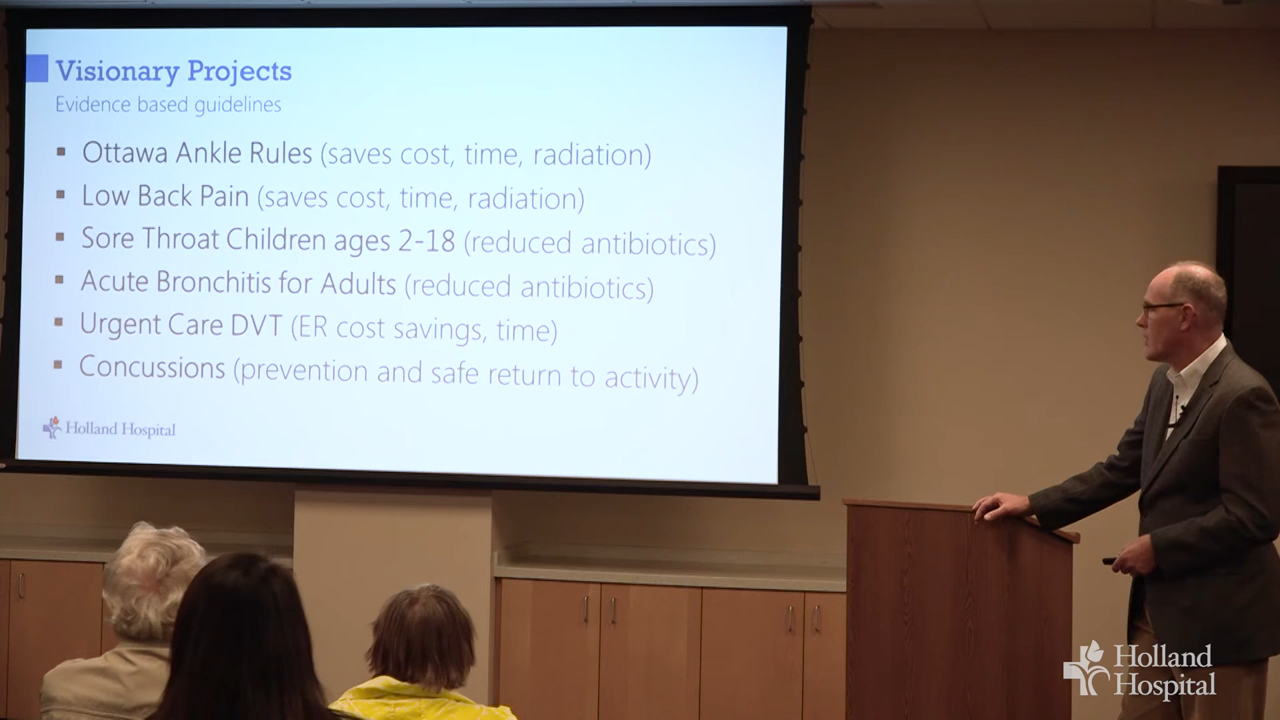 Visionary Projects
Evidence based guidelines
▪ Ottawa Ankle Rules (saves cost, time, radiation)
▪ Low Back Pain (saves cost, time, radiation)
▪ Sore Throat Children ages 2-18 (reduced antibiotics)
▪ Acute Bronchitis for Adults (reduced antibiotics)
▪ Urgent Care DVT (ER cost savings, time)
▪ Concussions (prevention and safe return to activity)
Holland Hospital
Holland
Hospital